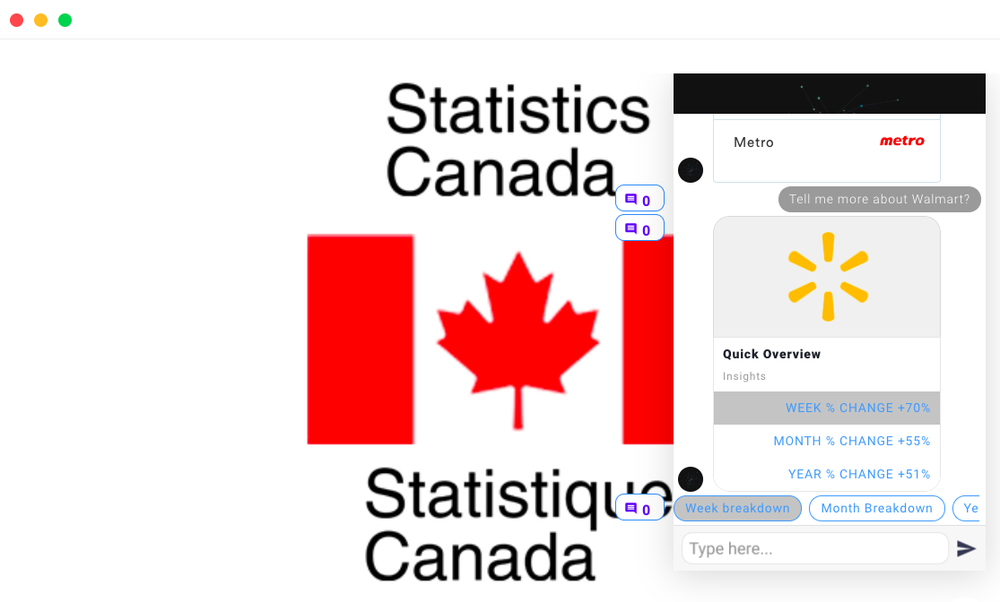 Statistics
Canada
Statistique
Canada
0
0
0
Metro
metro
Tell me more about Walmart?
Quick Overview
Insights
WEEK % CHANGE +70%
MONTH % CHANGE +55%
YEAR % CHANGE +51%
Week breakdown
Month Breakdown
Ye
Type here...